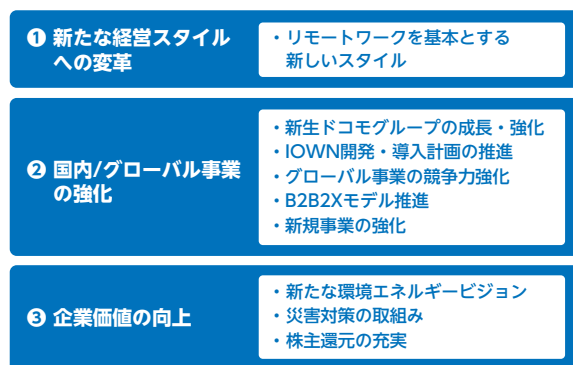 ❶ 新たな経営スタイル
への変革
・リモートワークを基本とする
新しいスタイル
❷ 国内/グローバル事業
の強化
・新生ドコモグループの成長・強化
・IOWN開発・導入計画の推進
・グローバル事業の競争力強化
・B2B2Xモデル推進
・新規事業の強化
❸ 企業価値の向上
・新たな環境エネルギービジョン
・災害対策の取組み
・株主還元の充実